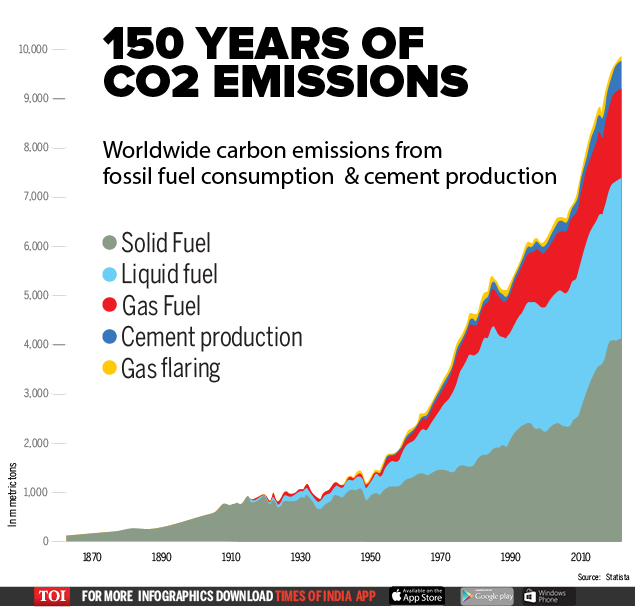 150 YEARS OF
CO2 EMISSIONS
Worldwide carbon emissions from
fossil fuel consumption & cement production
Solid Fuel
Liquid fuel
Gas Fuel
Cement production
Gas flaring
10,000
9,000
8,000
7,000
6,000
5,000
4,000
3,000
2,000
1,000
0
In m metric tons
1870 1890 1910 1930 1950 1970 1990 2010
Source: Statista
TOI FOR MORE INFOGRAPHICS DOWNLOAD TIMES OF INDIA APP
Available on the
App Store
Google play
Windows
Phone